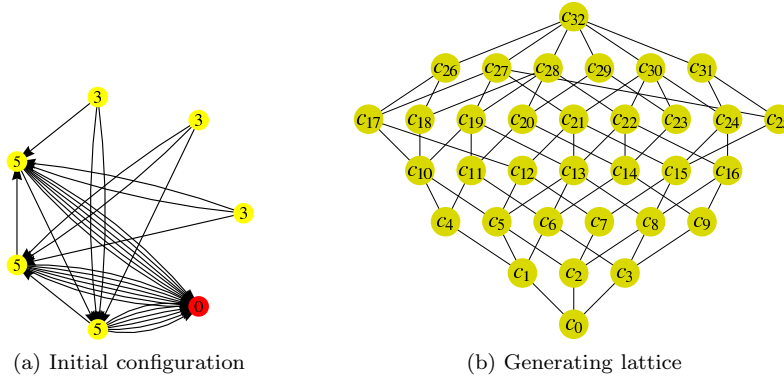 c32
c26 c27 c28 c29 c30 c31
3
3
c17 c18 c19 c20 c21 c22 c23 c24 c25
5
c10 c11 c12 c13 c14 c15 c16
3
c4 c5 c6 c7 c8 c9
5
c1 c2 c3
0
5
c0
(a) Initial configuration
(b) Generating lattice